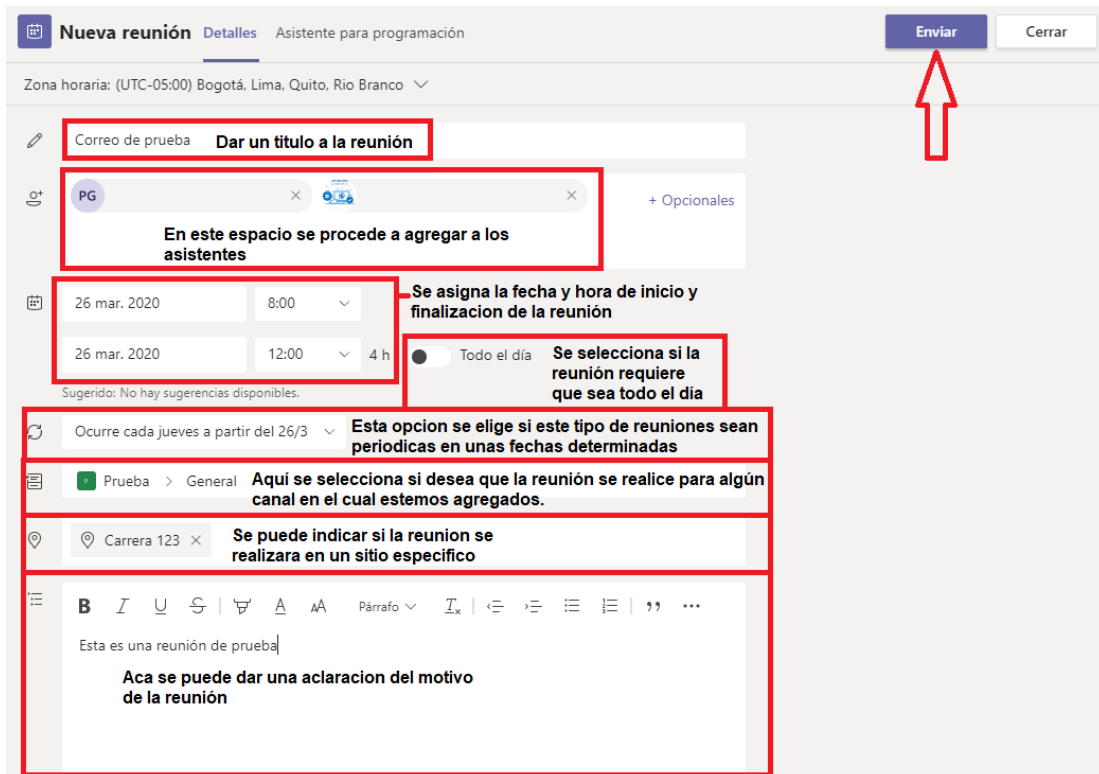 Nueva reunión Detalles Asistente para programación Enviar Cerrar
Zona horaria: (UTC-05:00) Bogotá, Lima, Quito, Rio Branco
Correo de prueba Dar un titulo a la reunión
PG + Opcionales
En este espacio se procede a agregar a los
asistentes
26 mar. 2020 8:00 Se asigna la fecha y hora de inicio y
finalizacion de la reunión
26 mar. 2020 12:00 4 h Todo el día Se selecciona si la
reunión requiere
que sea todo el día
Sugerido: No hay sugerencias disponibles.
Ocurre cada jueves a partir del 26/3 Esta opcion se elige si este tipo de reuniones sean
periodicas en unas fechas determinadas
P Prueba > General Aquí se selecciona si desea que la reunión se realice para algún
canal en el cual estemos agregados.
Carrera 123 Se puede indicar si la reunion se
realizara en un sitio especifico
B I U S A AA Párrafo Tx
Esta es una reunión de prueba
Aca se puede dar una aclaracion del motivo
de la reunión